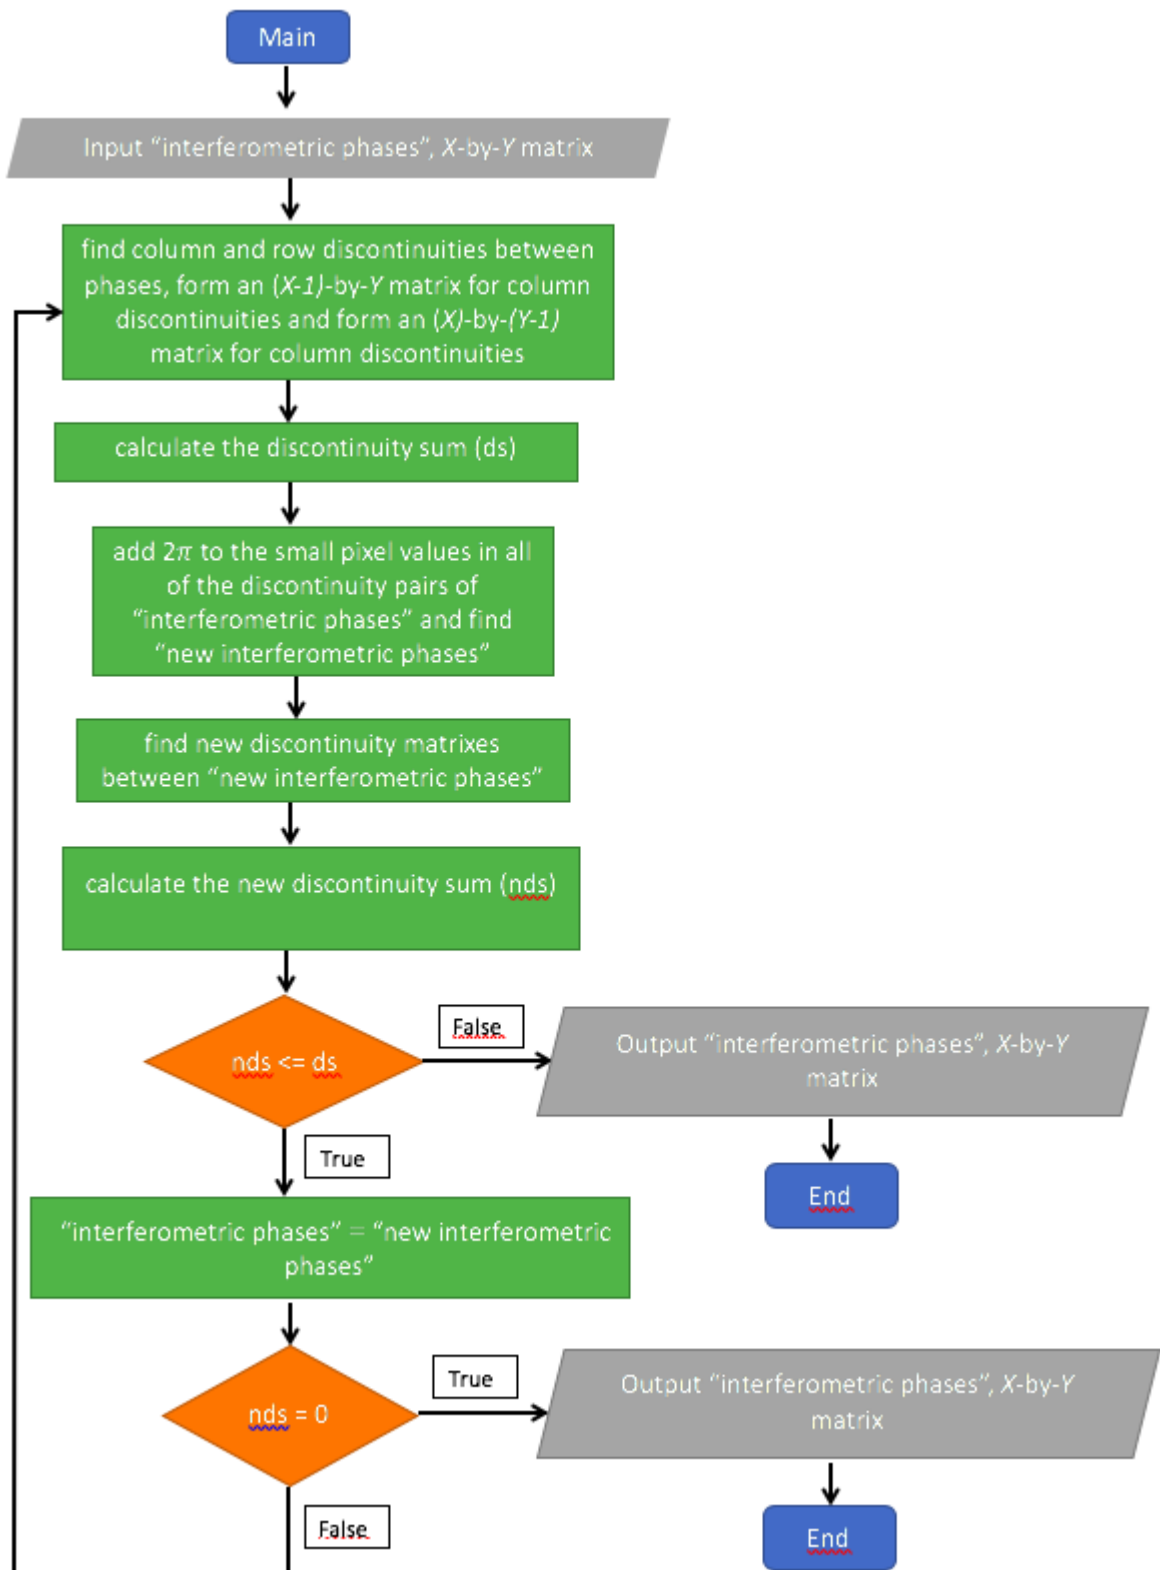 Main
Input “interferometric phases”, X-by-Y matrix
find column and row discontinuities between
phases, form an (X-1)-by-Y matrix for column
discontinuities and form an (X)-by-(Y-1)
matrix for column discontinuities
calculate the discontinuity sum (ds)
add 2π to the small pixel values in all
of the discontinuity pairs of
“interferometric phases” and find
“new interferometric phases”
find new discontinuity matrixes
between “new interferometric phases”
calculate the new discontinuity sum (nds)
nds <= ds
False
Output “interferometric phases”, X-by-Y
matrix
End
True
“interferometric phases” = “new interferometric
phases”
nds = 0
True
Output “interferometric phases”, X-by-Y
matrix
End
False